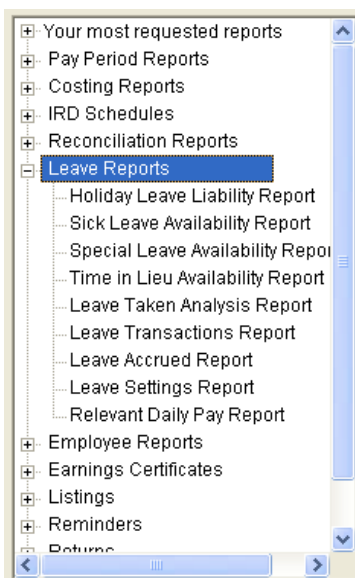 Your most requested reports
Pay Period Reports
Costing Reports
IRD Schedules
Reconciliation Reports
Leave Reports
Holiday Leave Liability Report
Sick Leave Availability Report
Special Leave Availability Repor
Time in Lieu Availability Report
Leave Taken Analysis Report
Leave Transactions Report
Leave Accrued Report
Leave Settings Report
Relevant Daily Pay Report
Employee Reports
Earnings Certificates
Listings
Reminders
Returns